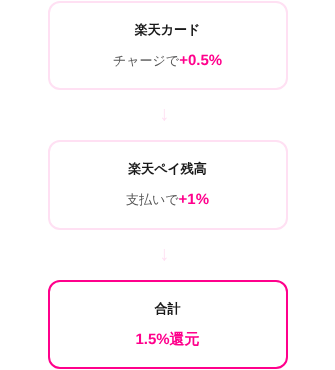 楽天カード
チャージで+0.5%
↓
楽天ペイ残高
支払いで+1%
↓
合計
1.5%還元